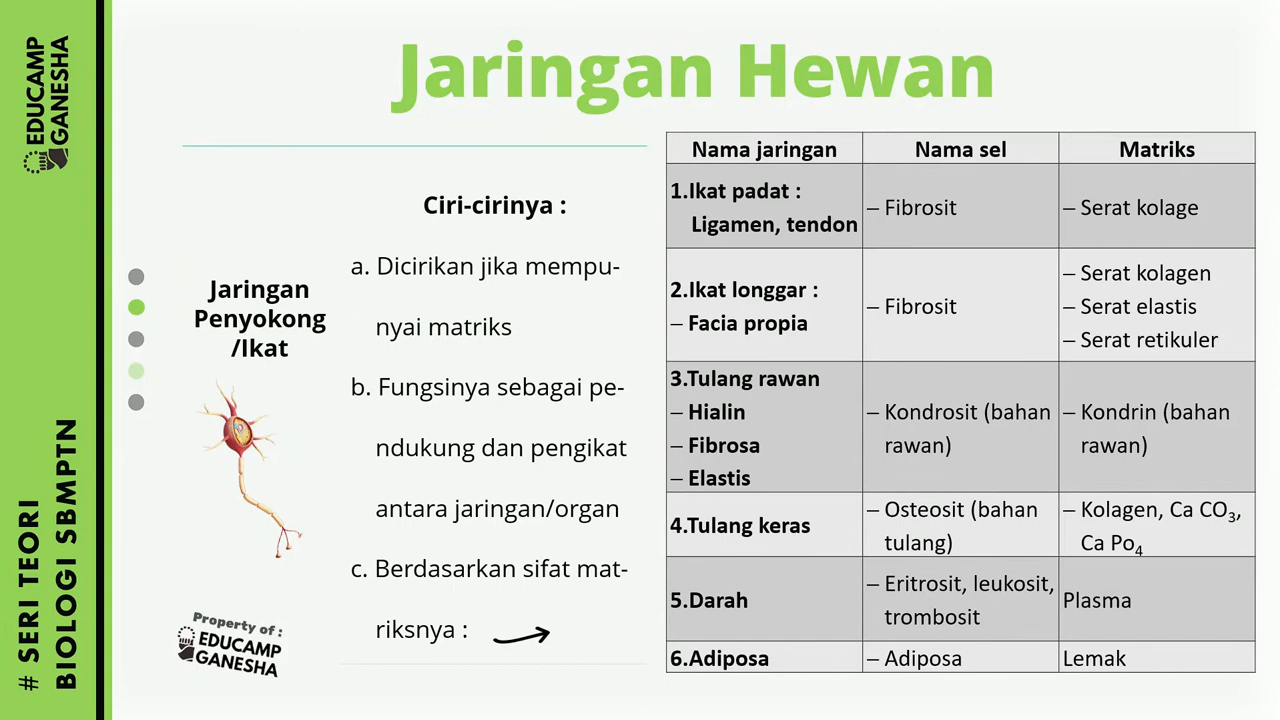 EDUCAMP
GANESHA
# SERI TEORI
BIOLOGI SBMPTN
Jaringan Hewan
Jaringan
Penyokong
/Ikat
Property of :
EDUCAMP
GANESHA
Ciri-cirinya :
a. Dicirikan jika mempu-
nyai matriks
b. Fungsinya sebagai pe-
ndukung dan pengikat
antara jaringan/organ
c. Berdasarkan sifat mat-
riksnya :
Nama jaringan Nama sel Matriks
1.Ikat padat :
Ligamen, tendon
– Fibrosit
– Serat kolage
2.Ikat longgar :
– Facia propia
– Fibrosit
– Serat kolagen
– Serat elastis
– Serat retikuler
3.Tulang rawan
– Hialin
– Fibrosa
– Elastis
– Kondrosit (bahan
rawan)
– Kondrin (bahan
rawan)
4.Tulang keras
– Osteosit (bahan
tulang)
– Kolagen, Ca CO₃,
Ca Po₄
5.Darah
– Eritrosit, leukosit,
trombosit
Plasma
6.Adiposa
– Adiposa
Lemak